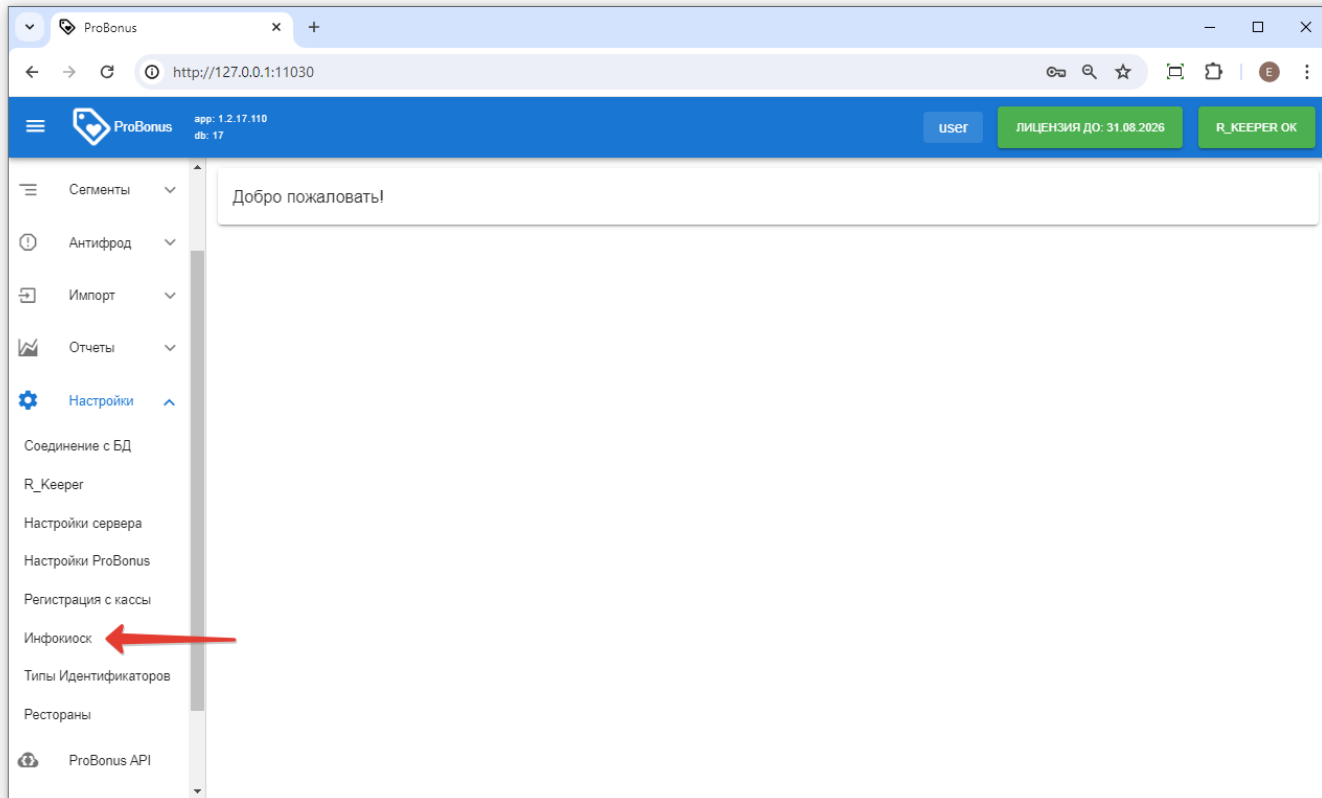 ProBonus
http://127.0.0.1:11030
E
ProBonus
app: 1.2.17.110
db: 17
user
ЛИЦЕНЗИЯ ДО: 31.08.2026
R_KEEPER OK
Сегменты
Добро пожаловать!
Антифрод
Импорт
Отчеты
Настройки
Соединение с БД
R_Keeper
Настройки сервера
Настройки ProBonus
Регистрация с кассы
Инфокиоск
Типы Идентификаторов
Рестораны
ProBonus API